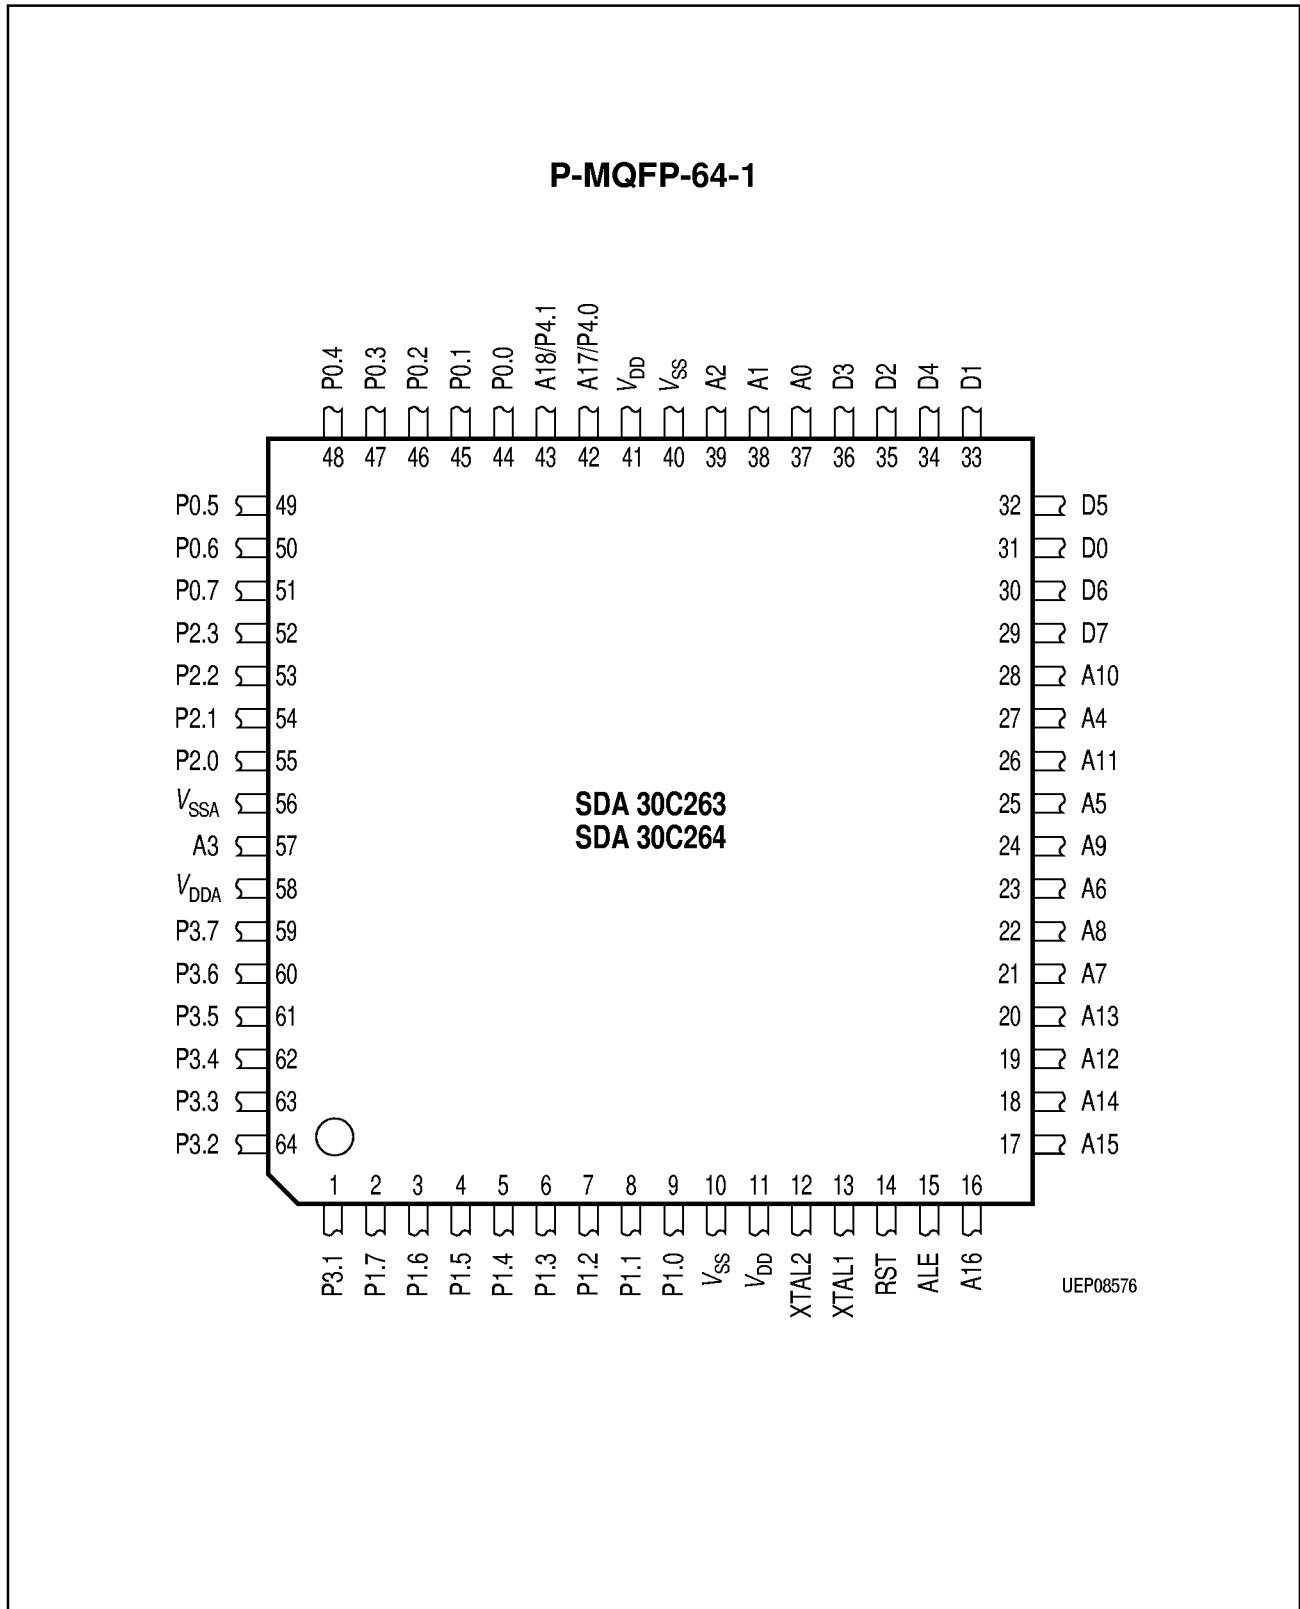 P-MQFP-64-1
P0.4 P0.3 P0.2 P0.1 P0.0 A18/P4.1 A17/P4.0 VDD VSS A2 A1 A0 D3 D2 D4 D1
48 47 46 45 44 43 42 41 40 39 38 37 36 35 34 33
P0.5 49 32 D5
P0.6 50 31 D0
P0.7 51 30 D6
P2.3 52 29 D7
P2.2 53 28 A10
P2.1 54 27 A4
P2.0 55 26 A11
VSSA 56 25 A5
SDA 30C263
SDA 30C264
A3 57 24 A9
VDDA 58 23 A6
P3.7 59 22 A8
P3.6 60 21 A7
P3.5 61 20 A13
P3.4 62 19 A12
P3.3 63 18 A14
P3.2 64 17 A15
1 2 3 4 5 6 7 8 9 10 11 12 13 14 15 16
P3.1 P1.7 P1.6 P1.5 P1.4 P1.3 P1.2 P1.1 P1.0 VSS VDD XTAL2 XTAL1 RST ALE A16
UEP08576